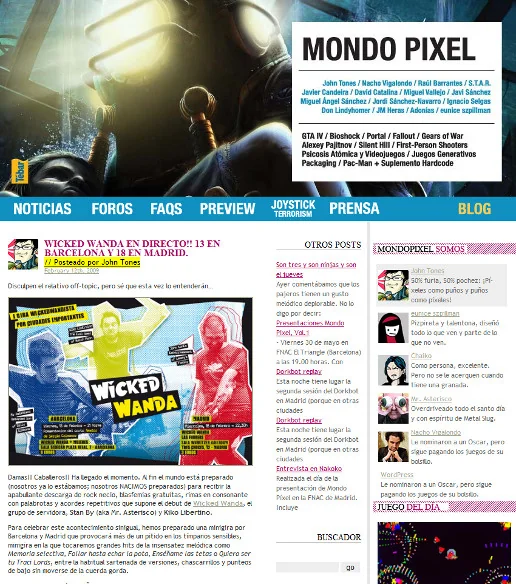 MONDO PIXEL
John Tones / Nacho Vigalondo / Raúl Barrantes / S.T.A.R.
Javier Candeira / David Catalina / Miguel Vallejo / Javi Sánchez
Miguel Ángel Sánchez / Jordi Sánchez-Navarro / Ignacio Selgas
Don Lindyhomer / JM Heras / Adonías / eunice szpillman
GTA IV / Bioshock / Portal / Fallout / Gears of War
Alexey Pajitnov / Silent Hill / First-Person Shooters
Psicosis Atómica y Videojuegos / Juegos Generativos
Packaging / Pac-Man + Suplemento Hardcode
Tébar
NOTICIAS FOROS FAQS PREVIEW JOYSTICK TERRORISM PRENSA BLOG
WICKED WANDA EN DIRECTO!! 13 EN
BARCELONA Y 18 EN MADRID.
// Posteado por John Tones
February 12th, 2009
Disculpen el relativo off-topic, pero sé que esta vez lo entenderán...
WICKED
WANDA
BARCELONA
MADRID
Damas!! Caballeros!! Ha llegado el momento. Al fin el mundo está preparado
(nosotros ya lo estábamos; nosotros NACIMOS preparados) para recibir la
apabullante descarga de rock necio, blasfemias gratuitas, rimas en consonante
con palabrotas y acordes repetitivos que supone el debut de Wicked Wanda, el
grupo de servidora, Stan By (aka Mr. Asterisco) y Kiko Libertino.
Para celebrar este acontecimiento singular, hemos preparado una minigira por
Barcelona y Madrid que provocará más de un pitido en los tímpanos sensibles,
minigira en la que tocaremos grandes hits de la insensatez melódica como
Memoria selectiva, Follar hasta echar la pota, Enséñame las tetas o Quiero ser
tu Traci Lords, entre la habitual sartenada de versiones, chascarrillos y punteos
de bajo sin moverse de la cuerda gorda.
OTROS POSTS
Son tres y son ninjas y son
el jueves
Ayer comentábamos que los
pajeros tienen un gusto
melódico deplorable. No lo
digo por decir:
Presentaciones Mondo
Pixel, Vol.1
- Viernes 30 de mayo en
FNAC El Triangle (Barcelona)
a las 19.00 horas. Con
Dorkbot replay
Esta noche tiene lugar la
segunda sesión del Dorkbot
en Madrid (porque en otras
ciudades
Dorkbot replay
Esta noche tiene lugar la
segunda sesión del Dorkbot
en Madrid (porque en otras
ciudades
Entrevista en Nakoko
Realizada el día de la
presentación de Mondo
Pixel en la FNAC de Madrid.
Incluye
BUSCADOR
go
MONDOPIXEL SOMOS
John Tones
50% furia, 50% pochez: ¡Pí-
xeles como puños y puños
como píxeles!
eunice szpillman
Pizpireta y talentona, diseñó
todo lo que ven y parte de lo
que no ven.
Chalko
Como persona, excelente.
Pero no se le acerquen cuando
tiene una granada.
Mr. Asterisco
Overdriveado todo el santo día
y con espíritu de Metal Slug.
Nacho Vigalondo
Le nominaron a un Oscar, pero
sigue pagando los juegos de su
bolsillo.
WordPress
Le nominaron a un Oscar, pero sigue
pagando los juegos de su bolsillo.
JUEGO DEL DÍA